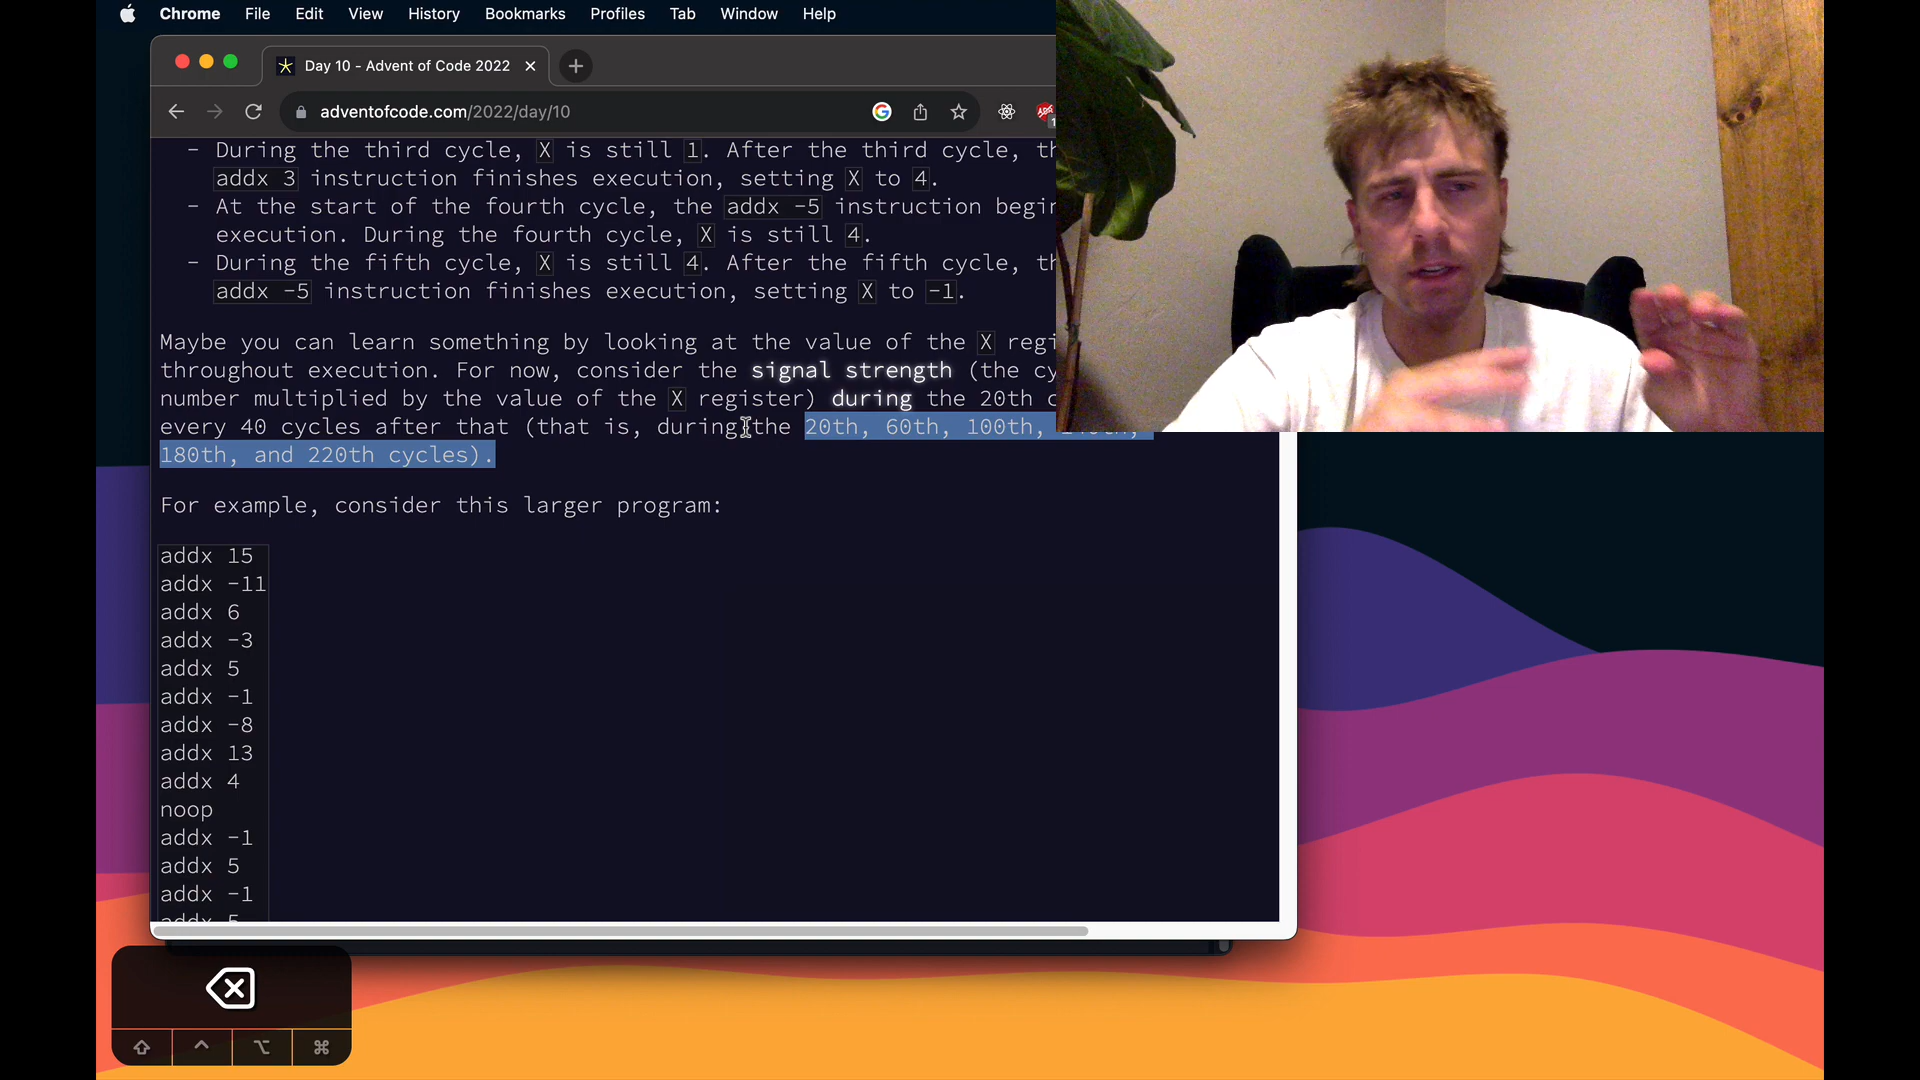 Chrome File Edit View History Bookmarks Profiles Tab Window Help
Day 10 - Advent of Code 2022
adventofcode.com/2022/day/10
- During the third cycle, X is still 1. After the third cycle, th
addx 3 instruction finishes execution, setting X to 4.
- At the start of the fourth cycle, the addx -5 instruction begin
execution. During the fourth cycle, X is still 4.
- During the fifth cycle, X is still 4. After the fifth cycle, th
addx -5 instruction finishes execution, setting X to -1.
Maybe you can learn something by looking at the value of the X regi
throughout execution. For now, consider the signal strength (the cy
number multiplied by the value of the X register) during the 20th c
every 40 cycles after that (that is, during the 20th, 60th, 100th,
180th, and 220th cycles).
For example, consider this larger program:
addx 15
addx -11
addx 6
addx -3
addx 5
addx -1
addx -8
addx 13
addx 4
noop
addx -1
addx 5
addx -1
addx 5